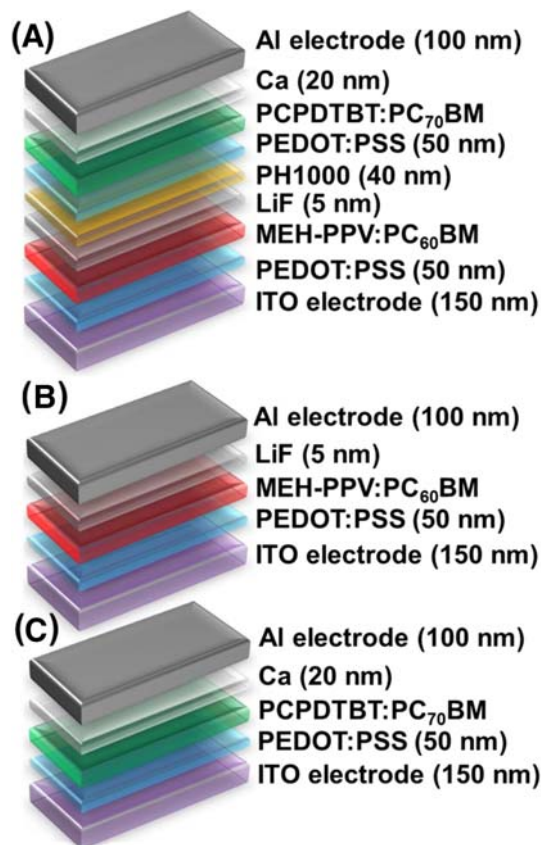 (A)
Al electrode (100 nm)
Ca (20 nm)
PCPDTBT:PC₇₀BM
PEDOT:PSS (50 nm)
PH1000 (40 nm)
LiF (5 nm)
MEH-PPV:PC₆₀BM
PEDOT:PSS (50 nm)
ITO electrode (150 nm)
(B)
Al electrode (100 nm)
LiF (5 nm)
MEH-PPV:PC₆₀BM
PEDOT:PSS (50 nm)
ITO electrode (150 nm)
(C)
Al electrode (100 nm)
Ca (20 nm)
PCPDTBT:PC₇₀BM
PEDOT:PSS (50 nm)
ITO electrode (150 nm)